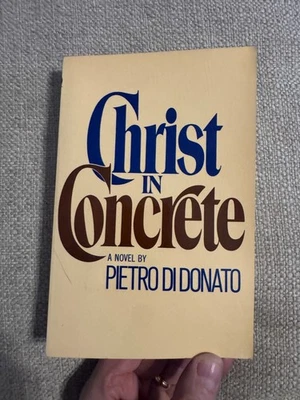 Christ
IN
Concrete
A NOVEL BY
PIETRO DI DONATO